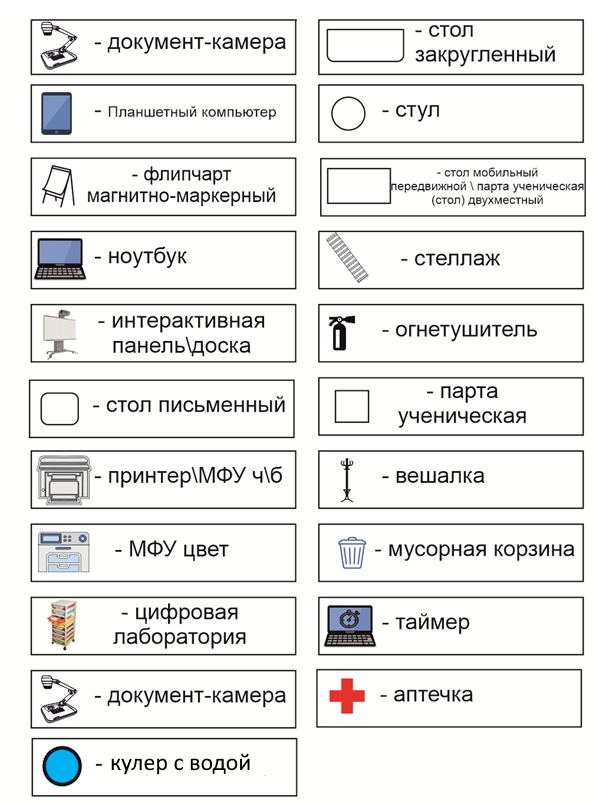 - документ-камера
- Планшетный компьютер
- флипчарт
магнитно-маркерный
- ноутбук
- интерактивная
панель\доска
- стол письменный
- принтер\МФУ ч\б
- МФУ цвет
- цифровая
лаборатория
- документ-камера
- кулер с водой
- стол
закругленный
- стул
- стол мобильный
передвижной \ парта ученическая
(стол) двухместный
- стеллаж
- огнетушитель
- парта
ученическая
- вешалка
- мусорная корзина
- таймер
- аптечка